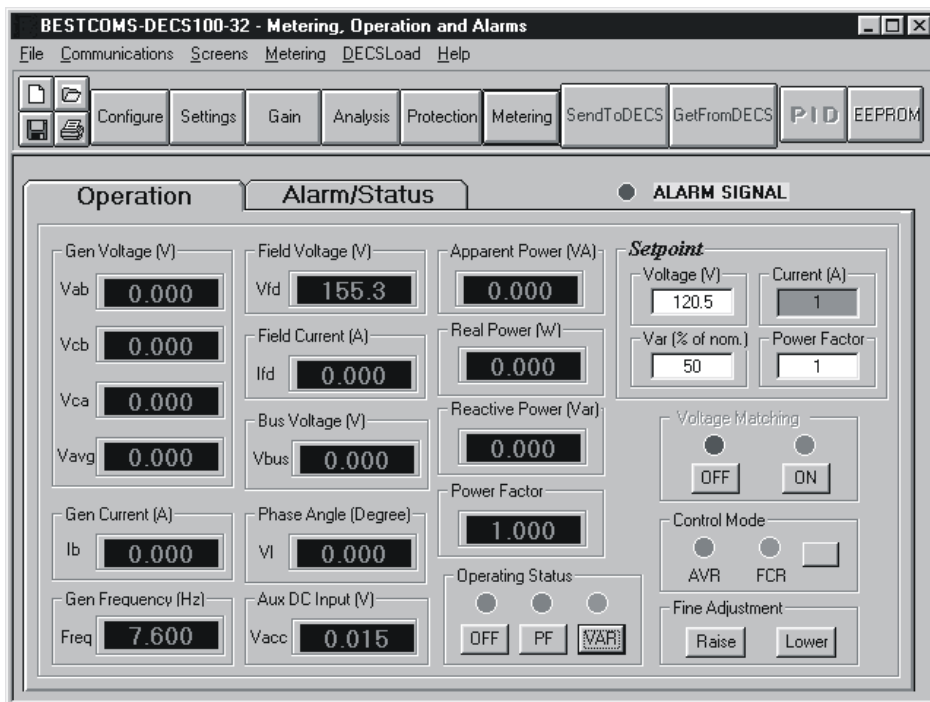 BESTCOMS-DECS100-32 - Metering, Operation and Alarms
File Communications Screens Metering DECSLoad Help
Configure Settings Gain Analysis Protection Metering SendToDECS GetFromDECS PID EEPROM
Operation Alarm/Status ALARM SIGNAL
Gen Voltage (V)
Vab 0.000
Vcb 0.000
Vca 0.000
Vavg 0.000
Gen Current (A)
Ib 0.000
Gen Frequency (Hz)
Freq 7.600
Field Voltage (V)
Vfd 155.3
Field Current (A)
Ifd 0.000
Bus Voltage (V)
Vbus 0.000
Phase Angle (Degree)
VI 0.000
Aux DC Input (V)
Vacc 0.015
Apparent Power (VA)
0.000
Real Power (W)
0.000
Reactive Power (Var)
0.000
Power Factor
1.000
Operating Status
OFF PF VAR
Setpoint
Voltage (V) Current (A)
120.5 1
Var (% of nom.) Power Factor
50 1
Voltage Matching
OFF ON
Control Mode
AVR FCR
Fine Adjustment
Raise Lower